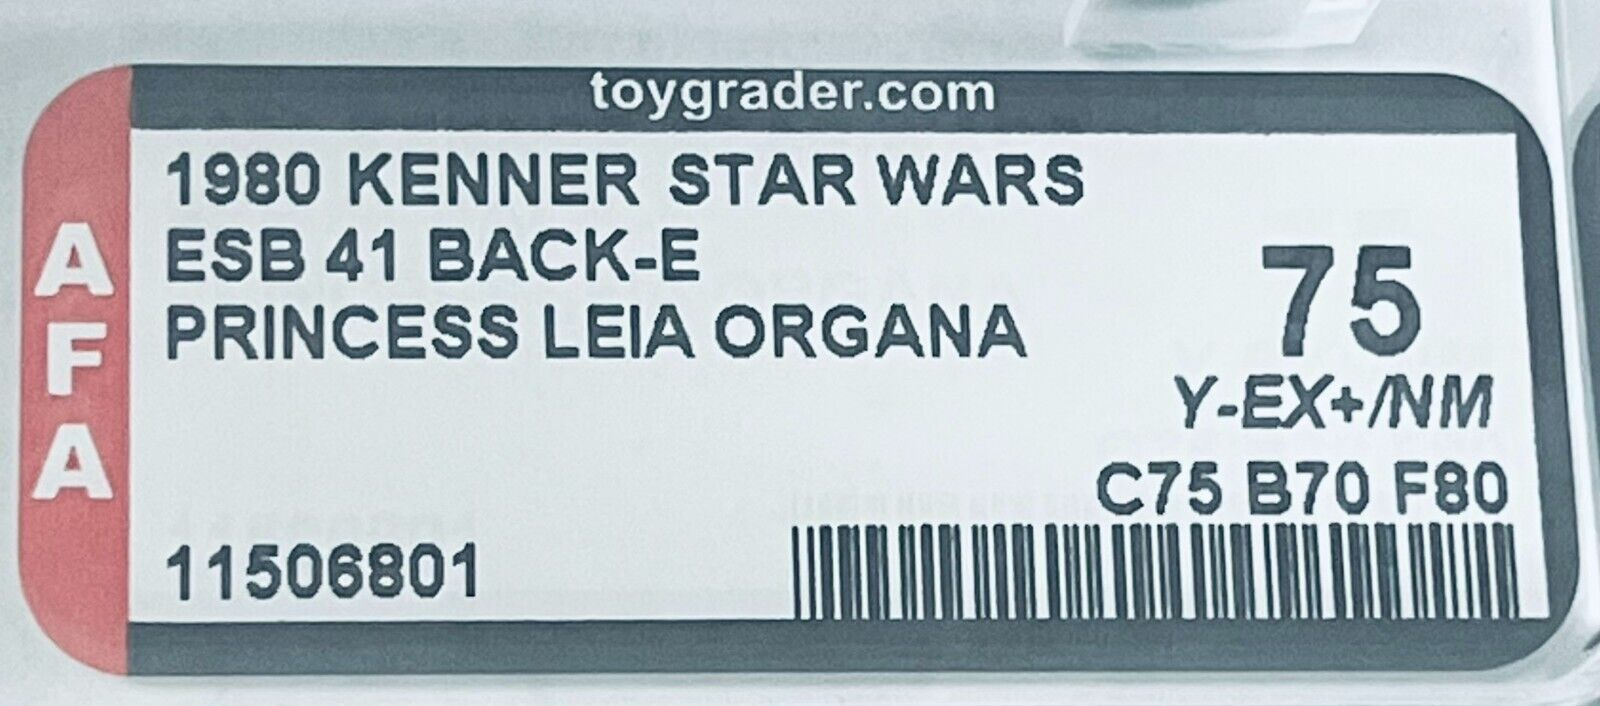 toygrader.com
AFA
1980 KENNER STAR WARS
ESB 41 BACK-E
PRINCESS LEIA ORGANA
75
Y-EX+/NM
C75 B70 F80
11506801